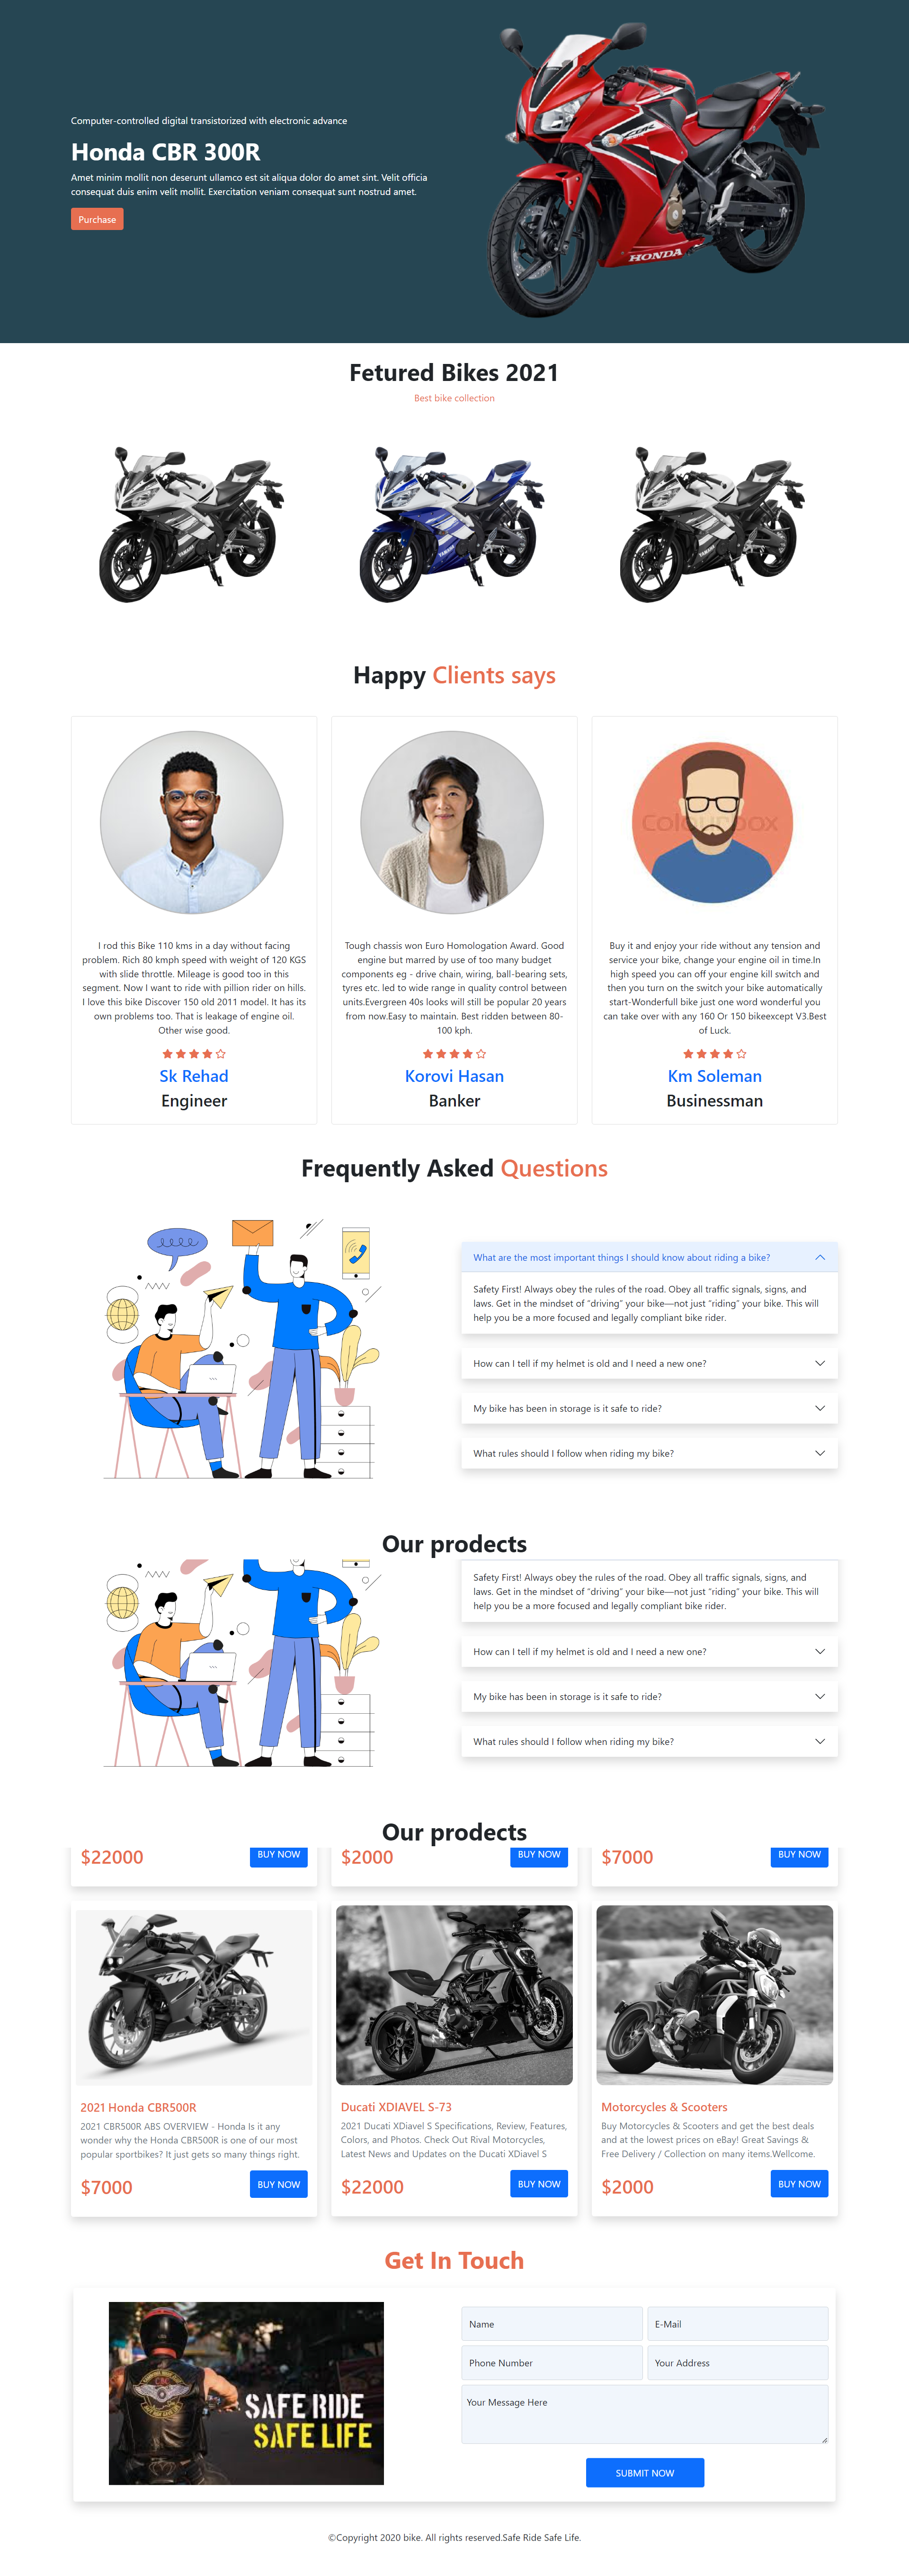 Computer-controlled digital transistorized with electronic advance
Honda CBR 300R
Amet minim mollit non deserunt ullamco est sit aliqua dolor do amet sint. Velit officia
consequat duis enim velit mollit. Exercitation veniam consequat sunt nostrud amet.
Purchase
HONDA
Fetured Bikes 2021
Best bike collection
YAMAHA
YAMAHA
YAMAHA
Happy Clients says
Colourbox
I rod this Bike 110 kms in a day without facing
problem. Rich 80 kmph speed with weight of 120 KGS
with slide throttle. Mileage is good too in this
segment. Now I want to ride with pillion rider on hills.
I love this bike Discover 150 old 2011 model. It has its
own problems too. That is leakage of engine oil.
Other wise good.
Sk Rehad
Engineer
Tough chassis won Euro Homologation Award. Good
engine but marred by use of too many budget
components eg - drive chain, wiring, ball-bearing sets,
tyres etc. led to wide range in quality control between
units.Evergreen 40s looks will still be popular 20 years
from now.Easy to maintain. Best ridden between 80-
100 kph.
Korovi Hasan
Banker
Buy it and enjoy your ride without any tension and
service your bike, change your engine oil in time.In
high speed you can off your engine kill switch and
then you turn on the switch your bike automatically
start-Wonderfull bike just one word wonderful you
can take over with any 160 Or 150 bikeexcept V3.Best
of Luck.
Km Soleman
Businessman
Frequently Asked Questions
What are the most important things I should know about riding a bike?
Safety First! Always obey the rules of the road. Obey all traffic signals, signs, and
laws. Get in the mindset of “driving” your bike—not just “riding” your bike. This will
help you be a more focused and legally compliant bike rider.
How can I tell if my helmet is old and I need a new one?
My bike has been in storage is it safe to ride?
What rules should I follow when riding my bike?
Our prodects
Safety First! Always obey the rules of the road. Obey all traffic signals, signs, and
laws. Get in the mindset of “driving” your bike—not just “riding” your bike. This will
help you be a more focused and legally compliant bike rider.
How can I tell if my helmet is old and I need a new one?
My bike has been in storage is it safe to ride?
What rules should I follow when riding my bike?
Our prodects
$22000 BUY NOW
$2000 BUY NOW
$7000 BUY NOW
KTM
2021 Honda CBR500R
2021 CBR500R ABS OVERVIEW - Honda Is it any
wonder why the Honda CBR500R is one of our most
popular sportbikes? It just gets so many things right.
$7000 BUY NOW
Ducati XDIAVEL S-73
2021 Ducati XDiavel S Specifications, Review, Features,
Colors, and Photos. Check Out Rival Motorcycles,
Latest News and Updates on the Ducati XDiavel S
$22000 BUY NOW
Motorcycles & Scooters
Buy Motorcycles & Scooters and get the best deals
and at the lowest prices on eBay! Great Savings &
Free Delivery / Collection on many items.Wellcome.
$2000 BUY NOW
Get In Touch
SAFE RIDE
SAFE LIFE
Name
E-Mail
Phone Number
Your Address
Your Message Here
SUBMIT NOW
©Copyright 2020 bike. All rights reserved.Safe Ride Safe Life.